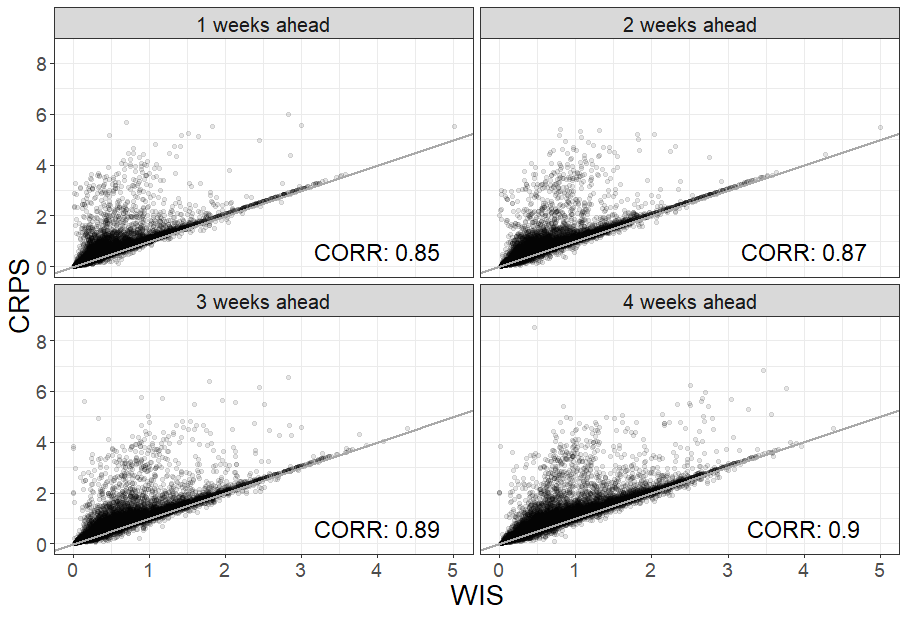 1 weeks ahead
2 weeks ahead
8
6
4
2
0
CORR: 0.85
CORR: 0.87
CRPS
3 weeks ahead
4 weeks ahead
8
6
4
2
0
CORR: 0.89
CORR: 0.9
0 1 2 3 4 5
0 1 2 3 4 5
WIS